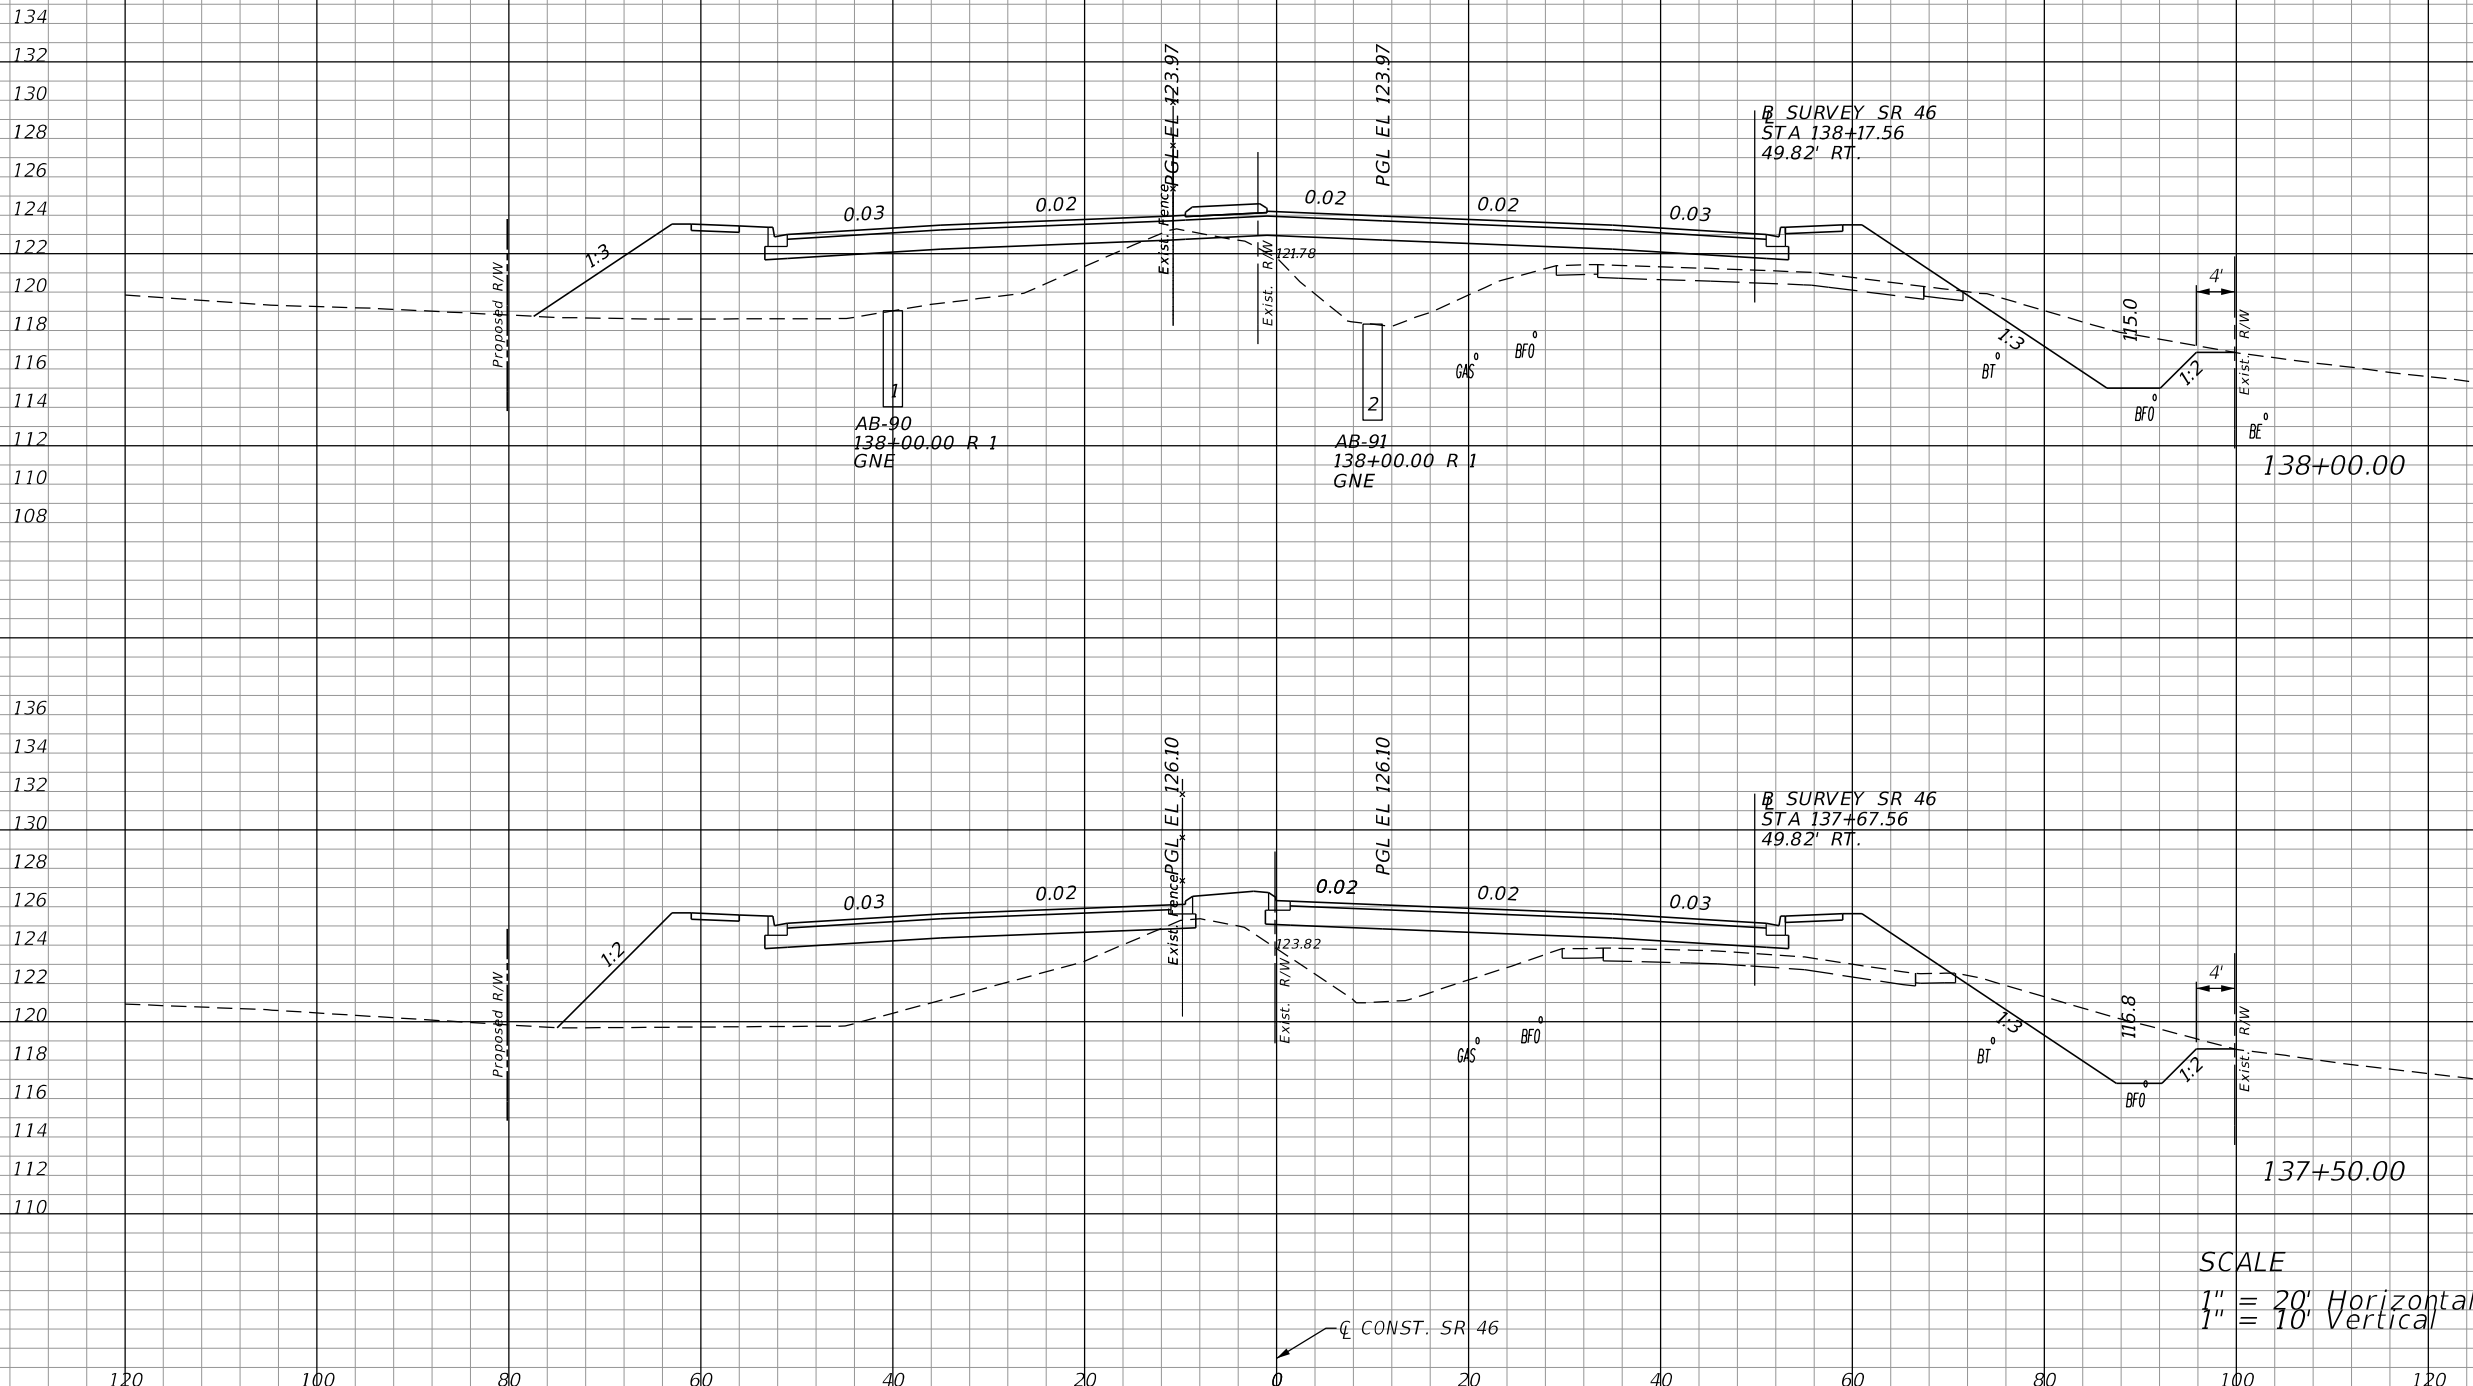 134
132
130
128
126
124
122
120
118
116
114
112
110
108
PGL EL 123.97
PGL EL 123.97
℄ SURVEY SR 46
STA 138+17.56
49.82' RT.
0.03
0.02
0.02
0.02
0.03
1:3
Proposed R/W
Exist. Fence
Exist. R/W
121.78
GAS
BFO
BT
1:3
115.0
1:2
4'
Exist. R/W
BFO
BE
1
AB-90
138+00.00 R 1
GNE
2
AB-91
138+00.00 R 1
GNE
138+00.00
136
134
132
130
128
126
124
122
120
118
116
114
112
110
PGL EL 126.10
PGL EL 126.10
℄ SURVEY SR 46
STA 137+67.56
49.82' RT.
0.03
0.02
0.02
0.02
0.03
1:2
Proposed R/W
Exist. Fence
Exist. R/W
123.82
GAS
BFO
BT
1:3
116.8
1:2
4'
Exist. R/W
BFO
137+50.00
SCALE
1" = 20' Horizontal
1" = 10' Vertical
℄ CONST. SR 46
120 100 80 60 40 20 0 20 40 60 80 100 120